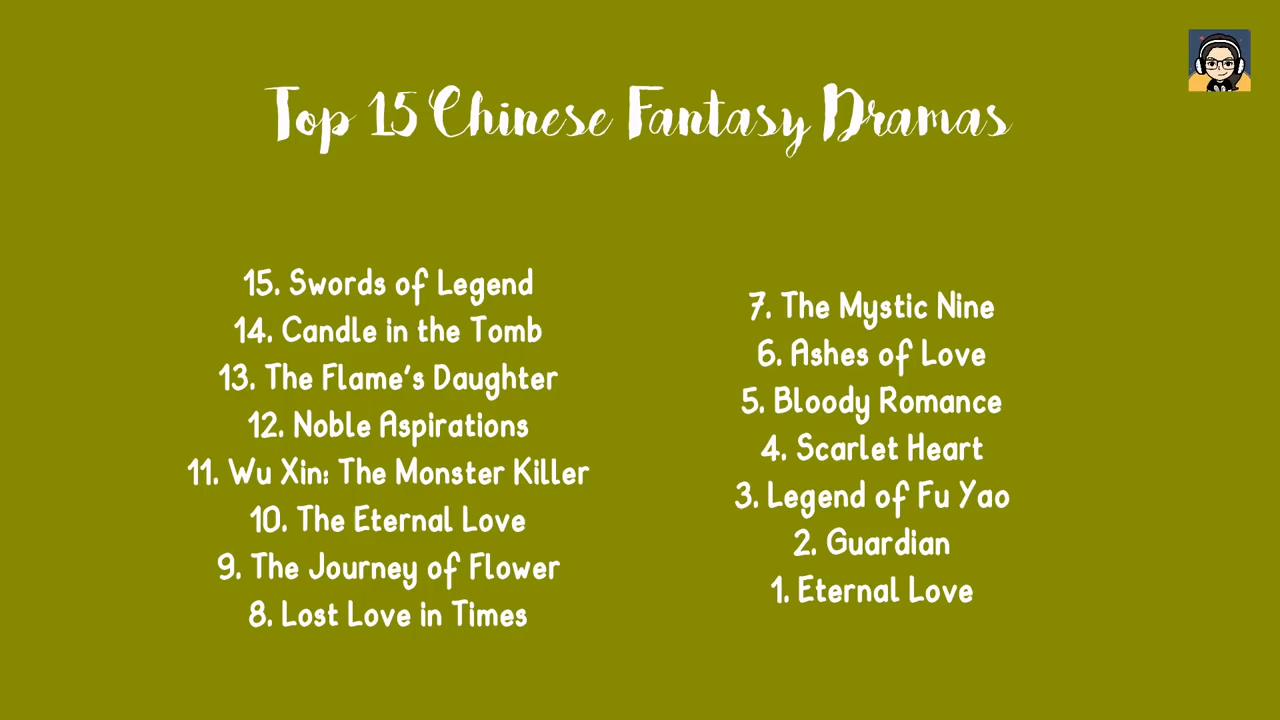 Top 15 Chinese Fantasy Dramas
15. Swords of Legend
14. Candle in the Tomb
13. The Flame's Daughter
12. Noble Aspirations
11. Wu Xin: The Monster Killer
10. The Eternal Love
9. The Journey of Flower
8. Lost Love in Times
7. The Mystic Nine
6. Ashes of Love
5. Bloody Romance
4. Scarlet Heart
3. Legend of Fu Yao
2. Guardian
1. Eternal Love